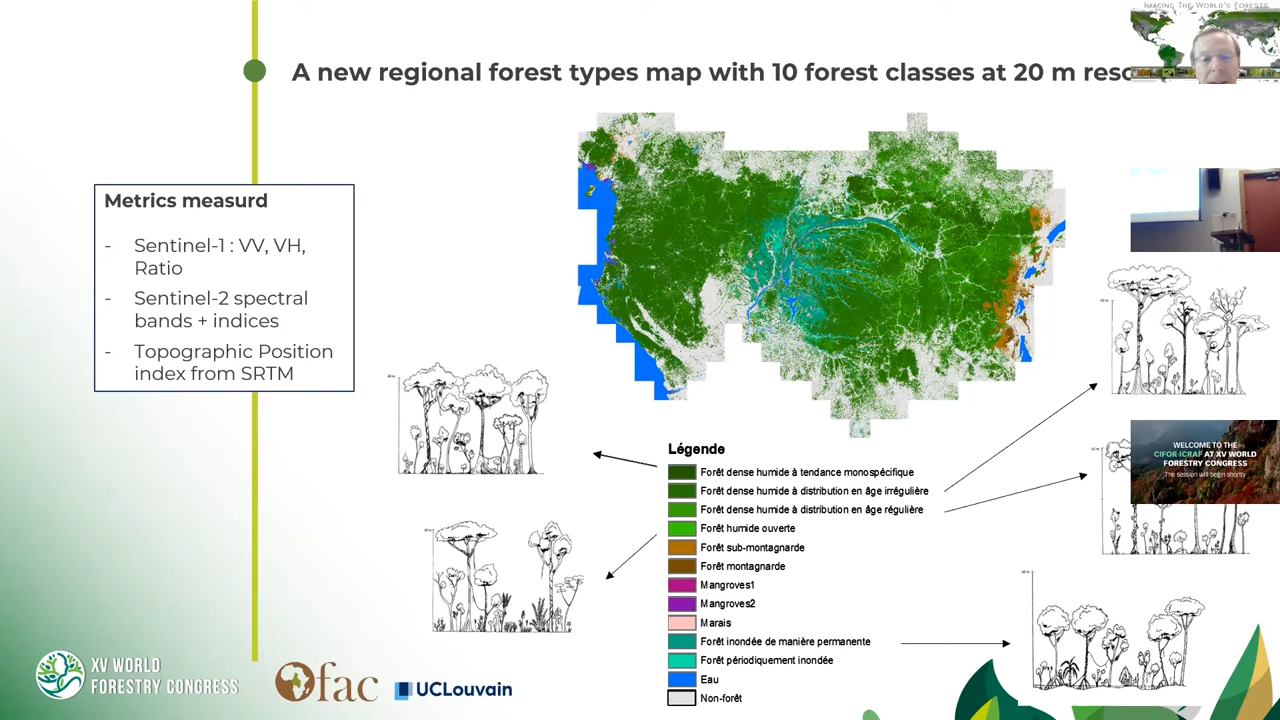 IMAGING THE WORLD'S FORESTS
A new regional forest types map with 10 forest classes at 20 m
Metrics measurd
- Sentinel-1 : VV, VH,
Ratio
- Sentinel-2 spectral
bands + indices
- Topographic Position
index from SRTM
Légende
Forêt dense humide à tendance monospécifique
Forêt dense humide à distribution en âge irrégulière
Forêt dense humide à distribution en âge régulière
Forêt humide ouverte
Forêt sub-montagnarde
Forêt montagnarde
Mangroves1
Mangroves2
Marais
Forêt inondée de manière permanente
Forêt périodiquement inondée
Eau
Non-forêt
WELCOME TO THE
CIFOR-ICRAF AT XV WORLD
FORESTRY CONGRESS
The session will begin shortly
XV WORLD
FORESTRY CONGRESS
Ofac
UCLouvain